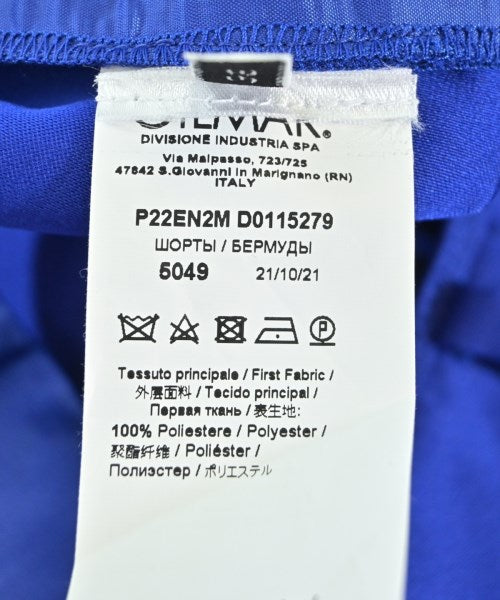 GILMAR®
DIVISIONE INDUSTRIA SPA
Via Malpasso, 723/725
47842 S.Giovanni in Marignano (RN)
ITALY
P22EN2M D0115279
ШОРТЫ / БЕРМУДЫ
5049 21/10/21
P
Tessuto principale / First Fabric /
外层面料 / Tecido principal /
Первая ткань / 表生地:
100% Poliestere / Polyester /
聚酯纤维 / Poliéster /
Полиэстер / ポリエステル